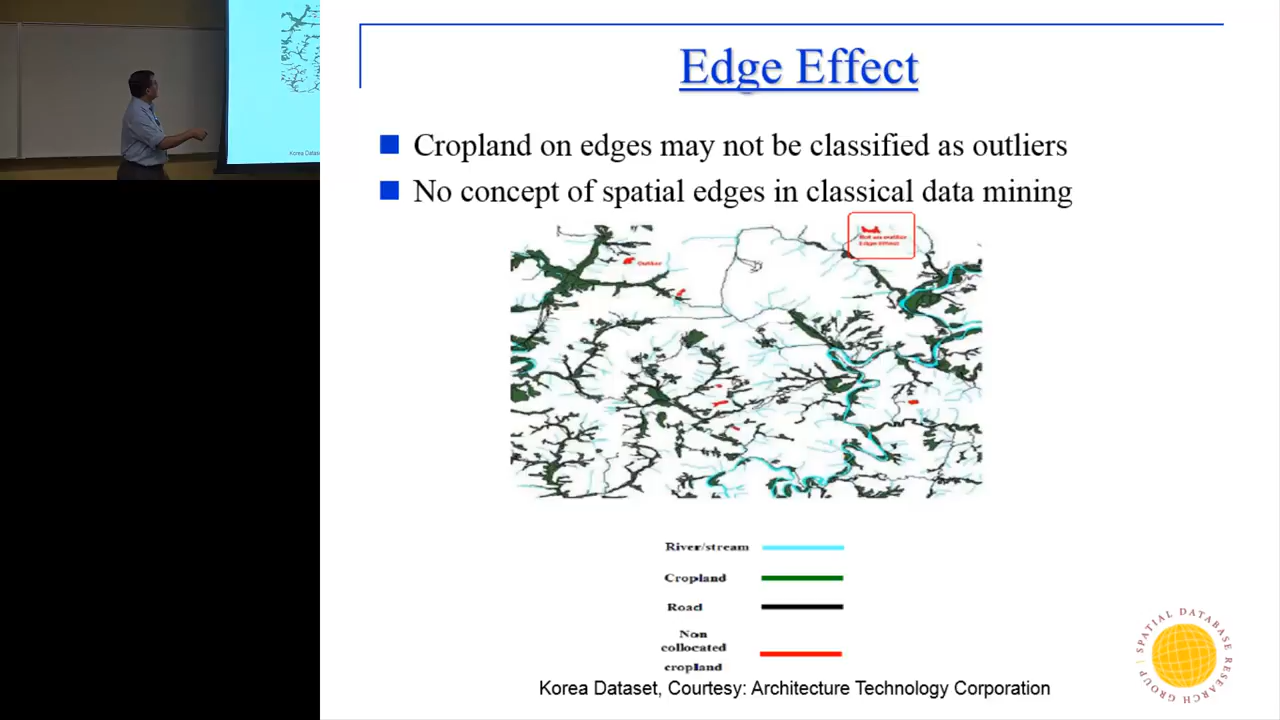 Edge Effect
Cropland on edges may not be classified as outliers
No concept of spatial edges in classical data mining
Not an outlier
Edge Effect
Outlier
River/stream
Cropland
Road
Non
collocated
cropland
Korea Dataset, Courtesy: Architecture Technology Corporation
SPATIAL DATABASE RESEARCH GROUP
Korea Datase